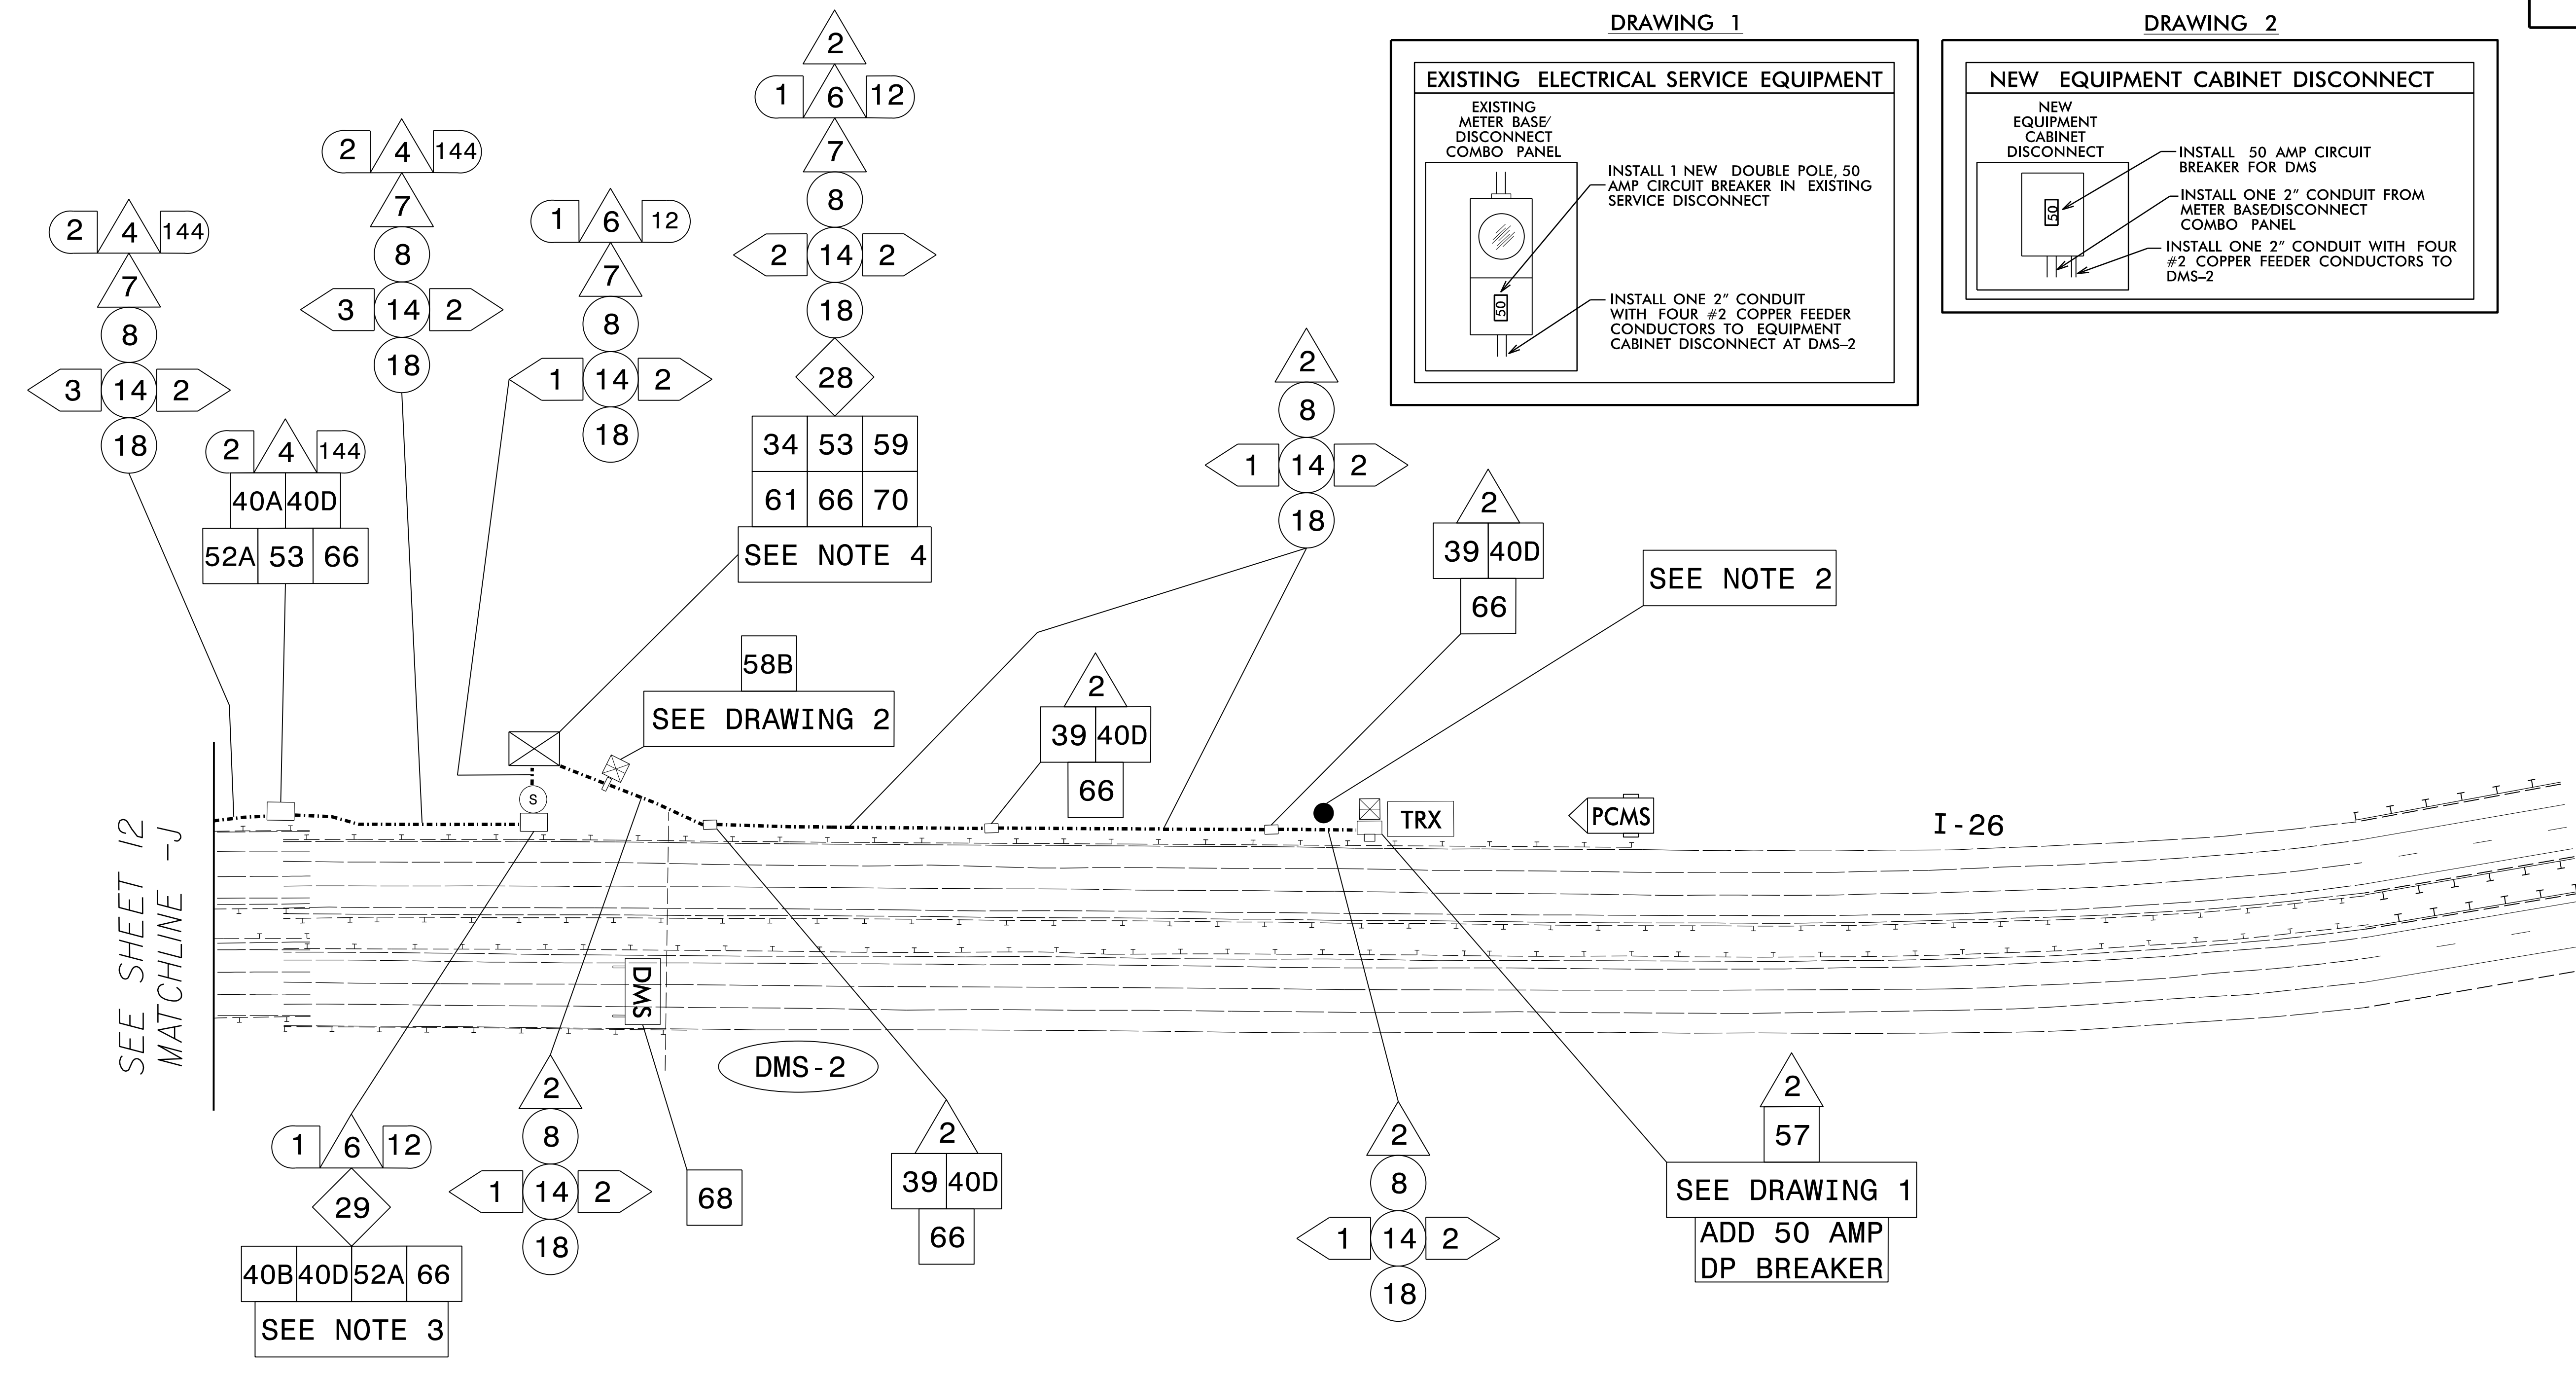 DRAWING 1
EXISTING ELECTRICAL SERVICE EQUIPMENT
EXISTING
METER BASE/
DISCONNECT
COMBO PANEL
INSTALL 1 NEW DOUBLE POLE, 50
AMP CIRCUIT BREAKER IN EXISTING
SERVICE DISCONNECT
50
INSTALL ONE 2" CONDUIT
WITH FOUR #2 COPPER FEEDER
CONDUCTORS TO EQUIPMENT
CABINET DISCONNECT AT DMS-2
DRAWING 2
NEW EQUIPMENT CABINET DISCONNECT
NEW
EQUIPMENT
CABINET
DISCONNECT
INSTALL 50 AMP CIRCUIT
BREAKER FOR DMS
50
INSTALL ONE 2" CONDUIT FROM
METER BASE/DISCONNECT
COMBO PANEL
INSTALL ONE 2" CONDUIT WITH FOUR
#2 COPPER FEEDER CONDUCTORS TO
DMS-2
2 4 144
7
8
3 14 2
18
2 4 144
40A 40D
52A 53 66
2 4 144
7
8
3 14 2
18
1 6 12
7
8
1 14 2
18
2
1 6 12
7
8
2 14 2
18
28
34 53 59
61 66 70
SEE NOTE 4
58B
SEE DRAWING 2
2
39 40D
66
2
8
1 14 2
18
2
39 40D
66
SEE NOTE 2
S
TRX
PCMS
I-26
SEE SHEET 12
MATCHLINE -J
DMS
DMS-2
1 6 12
29
40B 40D 52A 66
SEE NOTE 3
2
8
1 14 2
18
68
2
39 40D
66
2
8
1 14 2
18
2
57
SEE DRAWING 1
ADD 50 AMP
DP BREAKER